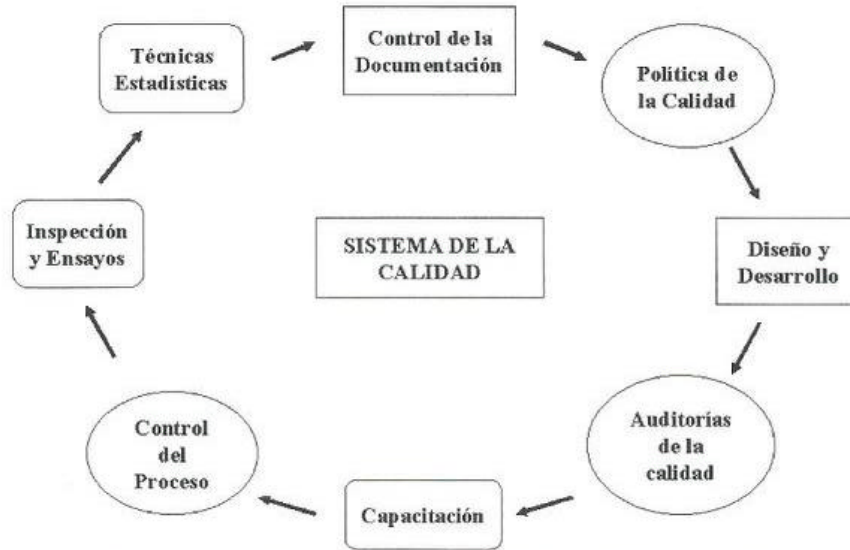 Técnicas
Estadísticas
Control de la
Documentación
Política de
la Calidad
Inspección
y Ensayos
SISTEMA DE LA
CALIDAD
Diseño y
Desarrollo
Control
del
Proceso
Capacitación
Auditorías
de la
calidad